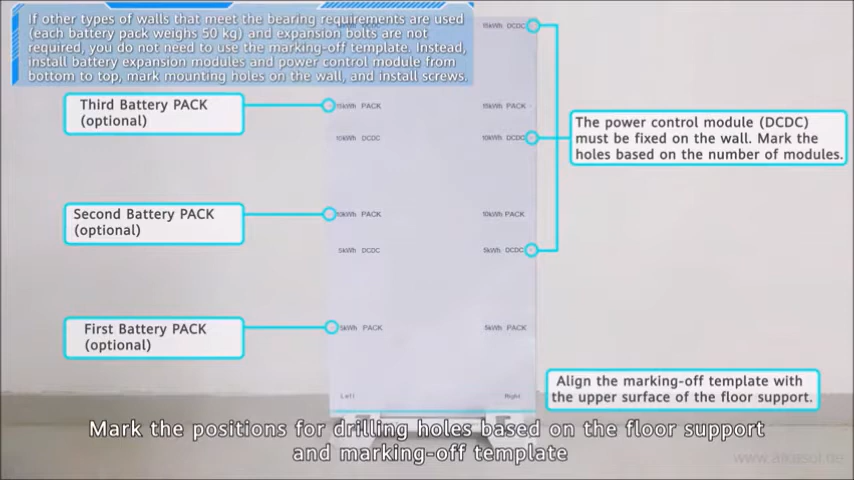 If other types of walls that meet the bearing requirements are used
(each battery pack weighs 50 kg) and expansion bolts are not
required, you do not need to use the marking-off template. Instead,
install battery expansion modules and power control module from
bottom to top, mark mounting holes on the wall, and install screws.
15kWh DCDC
Third Battery PACK
(optional)
15kWh PACK
15kWh PACK
The power control module (DCDC)
must be fixed on the wall. Mark the
holes based on the number of modules.
10kWh DCDC
10kWh DCDC
Second Battery PACK
(optional)
10kWh PACK
10kWh PACK
5kWh DCDC
5kWh DCDC
First Battery PACK
(optional)
5kWh PACK
5kWh PACK
Align the marking-off template with
the upper surface of the floor support.
Left
Right
Mark the positions for drilling holes based on the floor support
and marking-off template